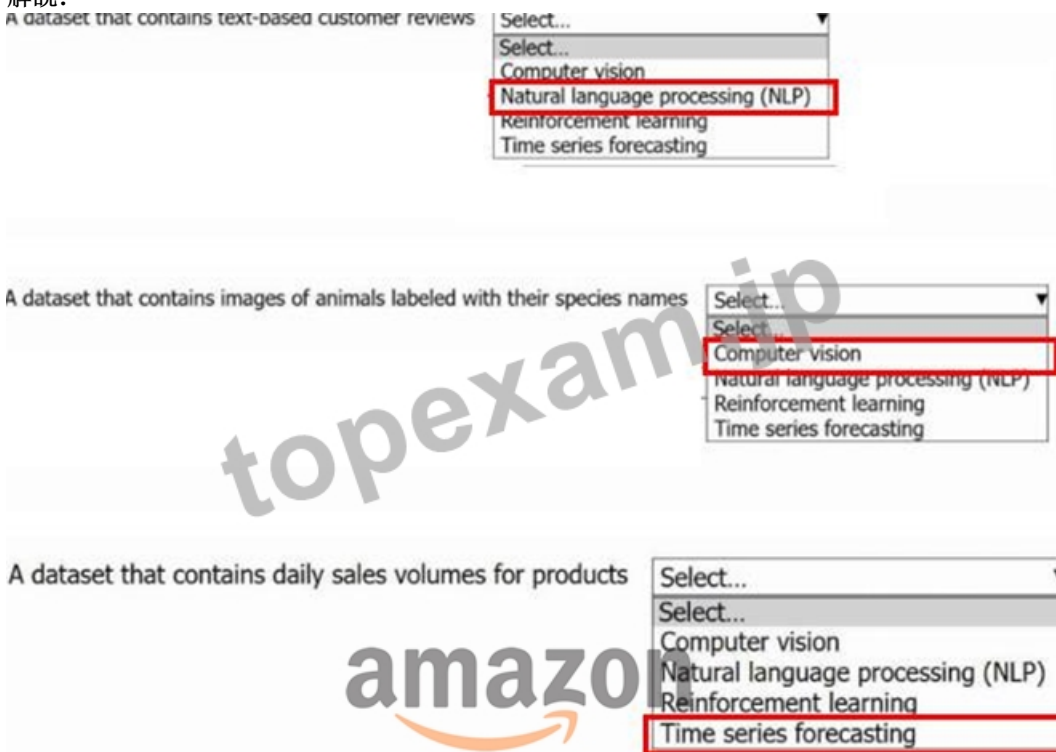 解説:
A dataset that contains text-based customer reviews
Select...
Select...
Computer vision
Natural language processing (NLP)
Reinforcement learning
Time series forecasting
A dataset that contains images of animals labeled with their species names
Select...
Select...
Computer vision
Natural language processing (NLP)
Reinforcement learning
Time series forecasting
topexam.jp
A dataset that contains daily sales volumes for products
Select...
Select...
Computer vision
Natural language processing (NLP)
Reinforcement learning
Time series forecasting
amazon